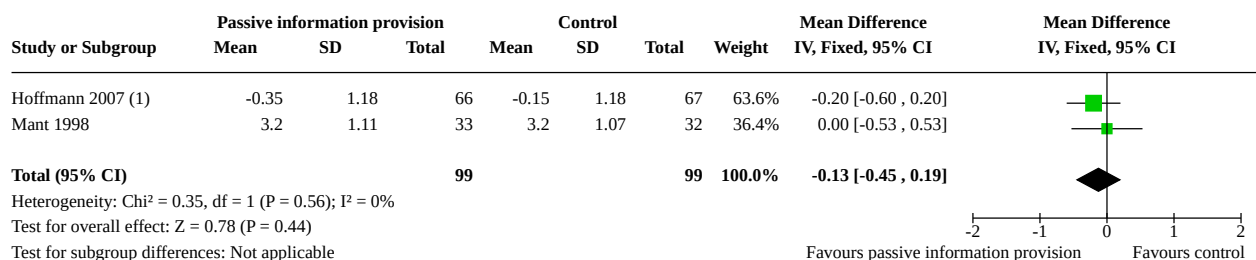 Passive information provision Control Mean Difference Mean Difference
Study or Subgroup Mean SD Total Mean SD Total Weight IV, Fixed, 95% CI IV, Fixed, 95% CI
Hoffmann 2007 (1) -0.35 1.18 66 -0.15 1.18 67 63.6% -0.20 [-0.60 , 0.20]
Mant 1998 3.2 1.11 33 3.2 1.07 32 36.4% 0.00 [-0.53 , 0.53]
Total (95% CI) 99 99 100.0% -0.13 [-0.45 , 0.19]
Heterogeneity: Chi² = 0.35, df = 1 (P = 0.56); I² = 0%
Test for overall effect: Z = 0.78 (P = 0.44) -2 -1 0 1 2
Test for subgroup differences: Not applicable Favours passive information provision Favours control